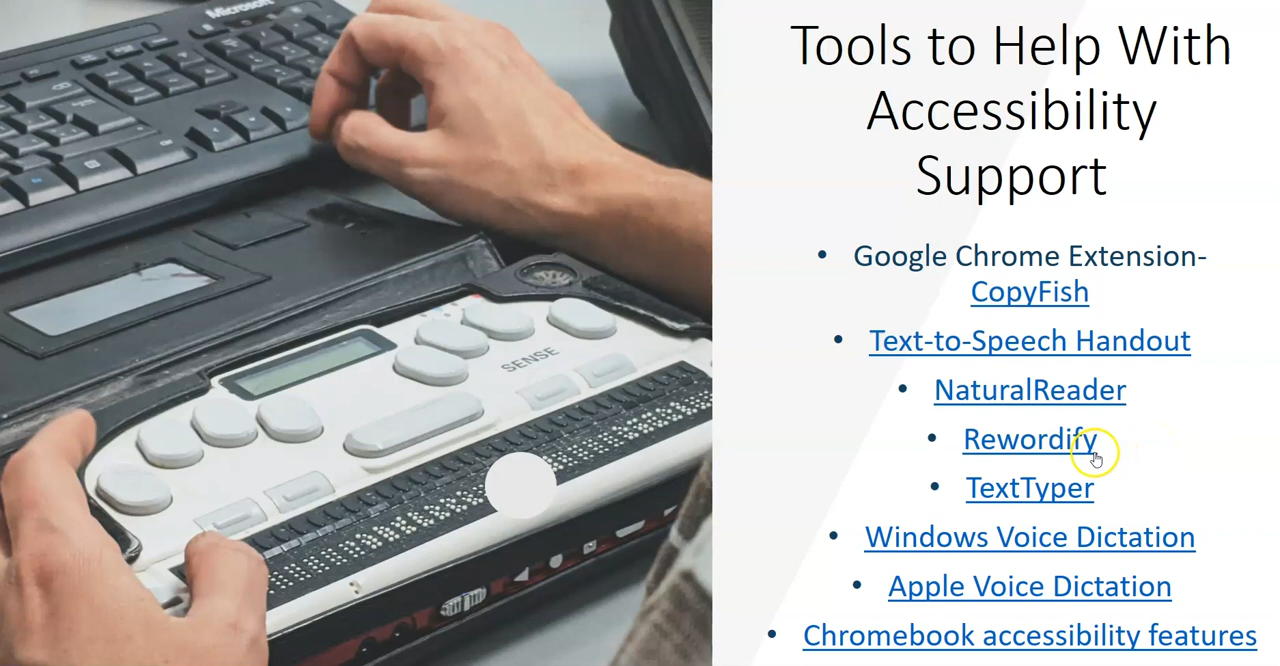 Microsoft
SENSE
Tools to Help With
Accessibility
Support
• Google Chrome Extension-
CopyFish
• Text-to-Speech Handout
• NaturalReader
• Rewordify
• TextTyper
• Windows Voice Dictation
• Apple Voice Dictation
• Chromebook accessibility features